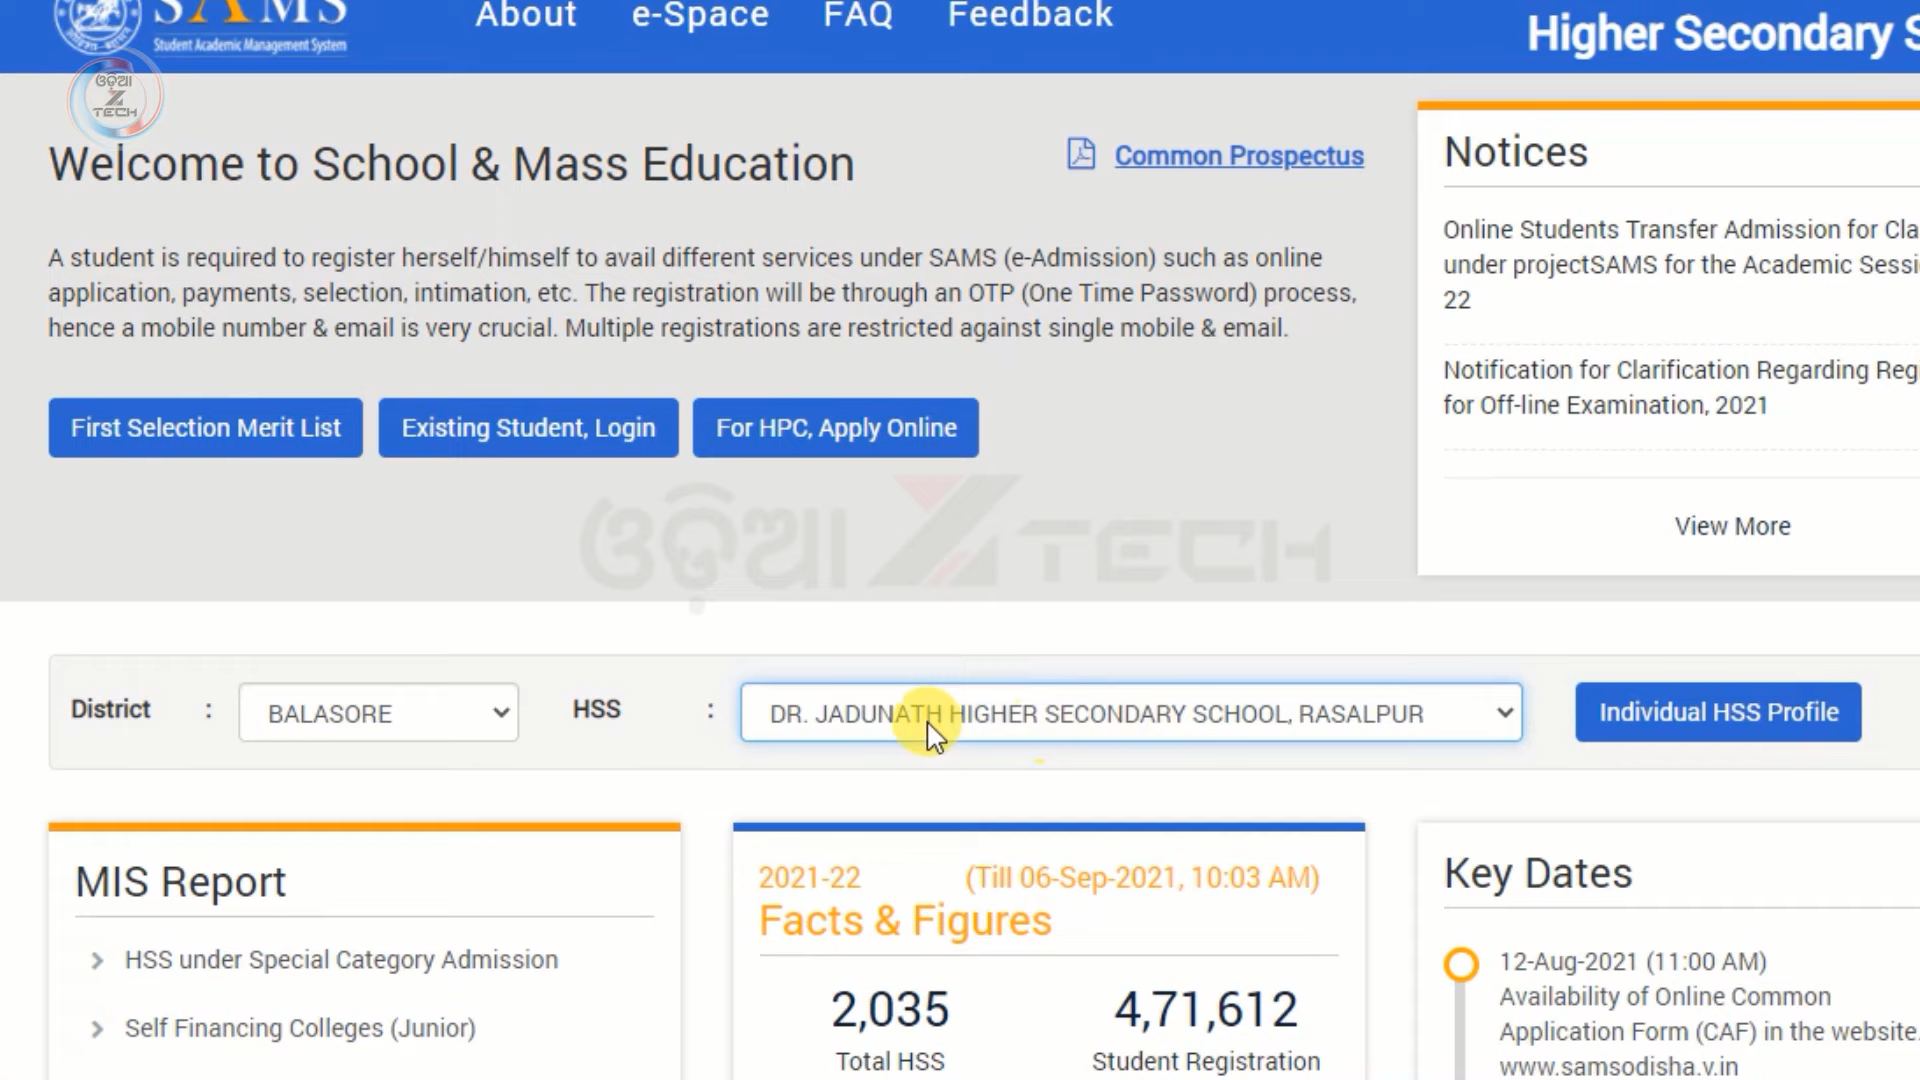 SAMS
Student Academic Management System
About
e-Space
FAQ
Feedback
Higher Secondary S
ଓଡ଼ିଆ
Z
TECH
Welcome to School & Mass Education
Common Prospectus
A student is required to register herself/himself to avail different services under SAMS (e-Admission) such as online
application, payments, selection, intimation, etc. The registration will be through an OTP (One Time Password) process,
hence a mobile number & email is very crucial. Multiple registrations are restricted against single mobile & email.
First Selection Merit List
Existing Student, Login
For HPC, Apply Online
Notices
Online Students Transfer Admission for Cla
under projectSAMS for the Academic Sessi
22
Notification for Clarification Regarding Reg
for Off-line Examination, 2021
View More
ଓଡ଼ିଆ Z TECH
District : BALASORE
HSS : DR. JADUNATH HIGHER SECONDARY SCHOOL, RASALPUR
Individual HSS Profile
MIS Report
HSS under Special Category Admission
Self Financing Colleges (Junior)
2021-22 (Till 06-Sep-2021, 10:03 AM)
Facts & Figures
2,035
Total HSS
4,71,612
Student Registration
Key Dates
12-Aug-2021 (11:00 AM)
Availability of Online Common
Application Form (CAF) in the website.
www.samsodisha.v.in